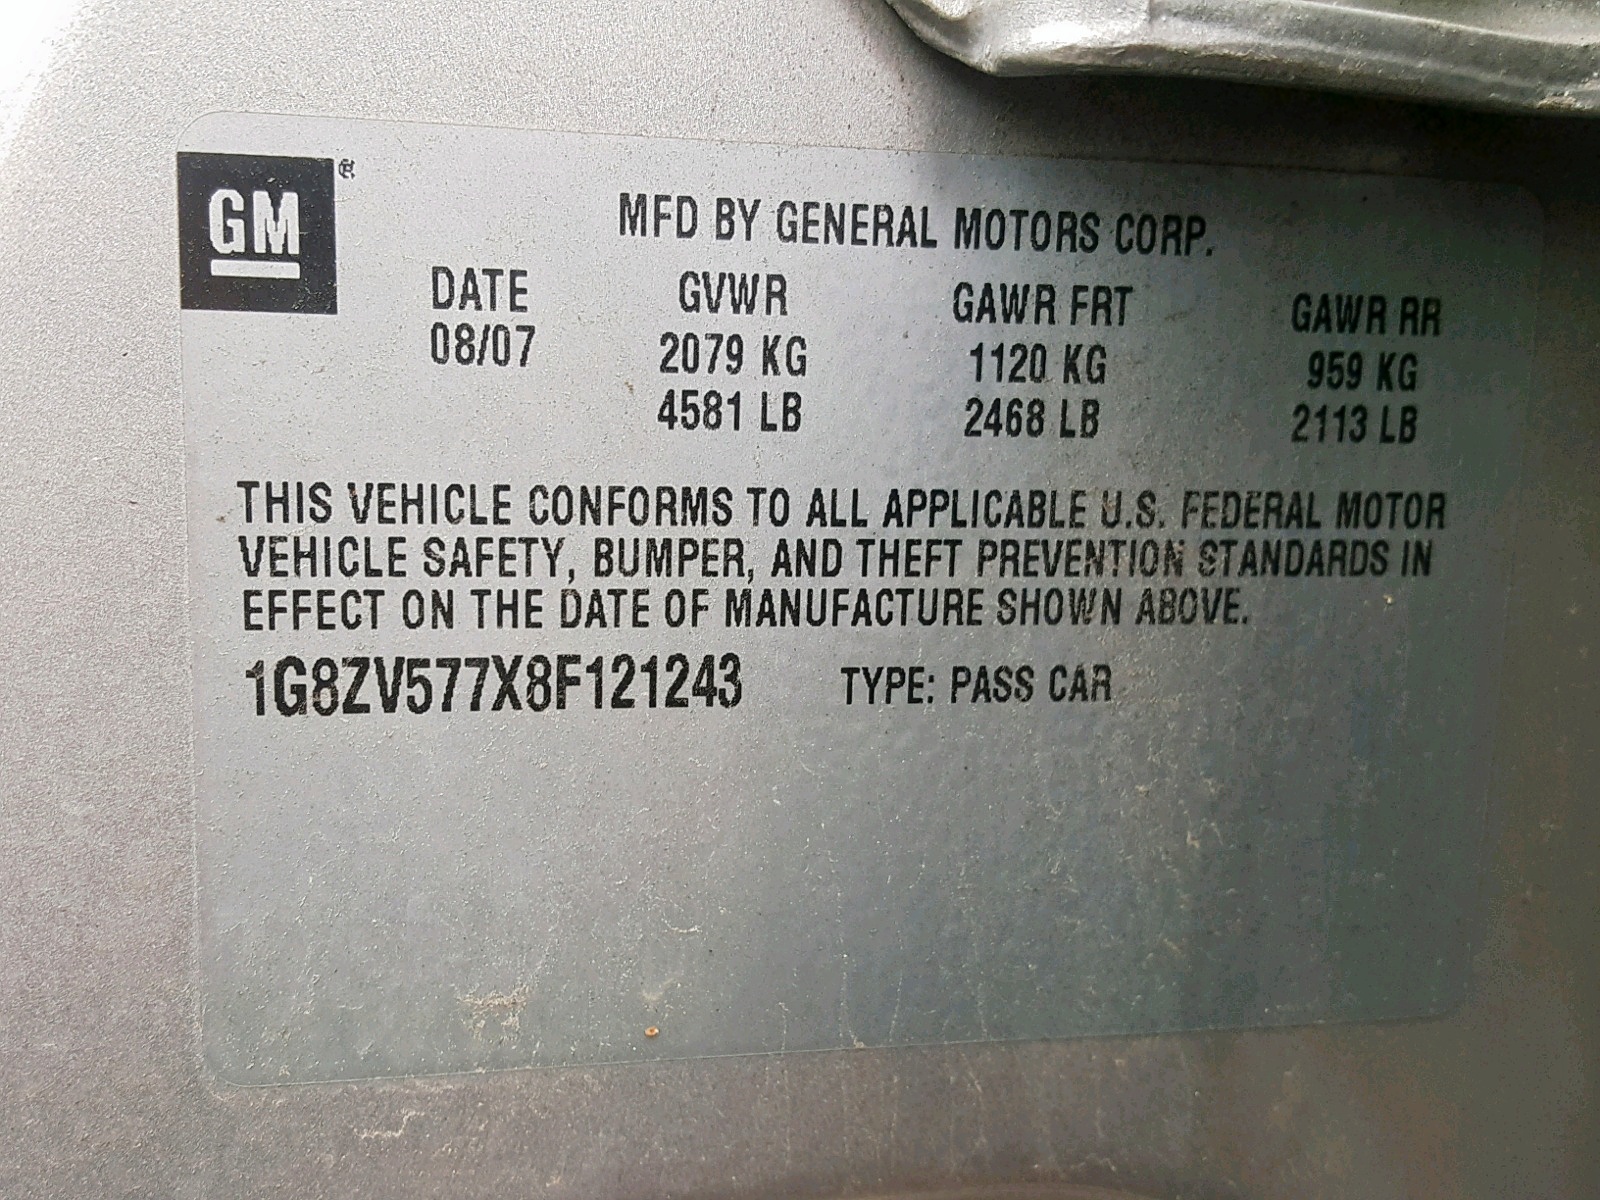 GM ®
MFD BY GENERAL MOTORS CORP.
DATE GVWR GAWR FRT GAWR RR
08/07 2079 KG 1120 KG 959 KG
4581 LB 2468 LB 2113 LB
THIS VEHICLE CONFORMS TO ALL APPLICABLE U.S. FEDERAL MOTOR
VEHICLE SAFETY, BUMPER, AND THEFT PREVENTION STANDARDS IN
EFFECT ON THE DATE OF MANUFACTURE SHOWN ABOVE.
1G8ZV577X8F121243 TYPE: PASS CAR